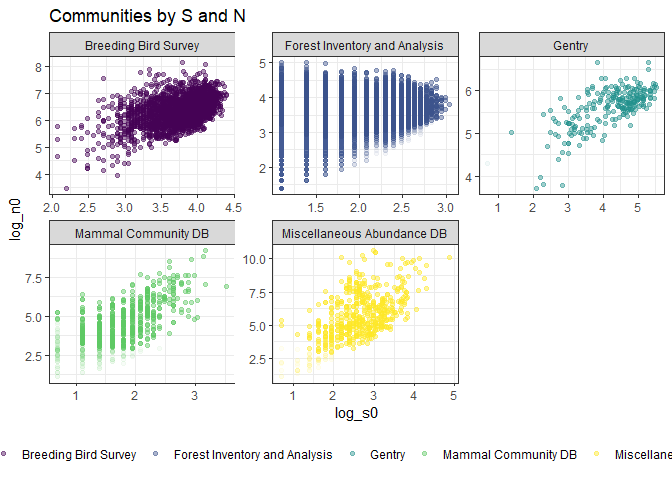 Communities by S and N
Breeding Bird Survey
Forest Inventory and Analysis
Gentry
8
7
6
5
4
2.0 2.5 3.0 3.5 4.0 4.5
5
4
3
2
1.5 2.0 2.5 3.0
6
5
4
1 2 3 4 5
log_n0
Mammal Community DB
Miscellaneous Abundance DB
7.5
5.0
2.5
1 2 3
10.0
7.5
5.0
2.5
1 2 3 4 5
log_s0
Breeding Bird Survey Forest Inventory and Analysis Gentry Mammal Community DB Miscellane